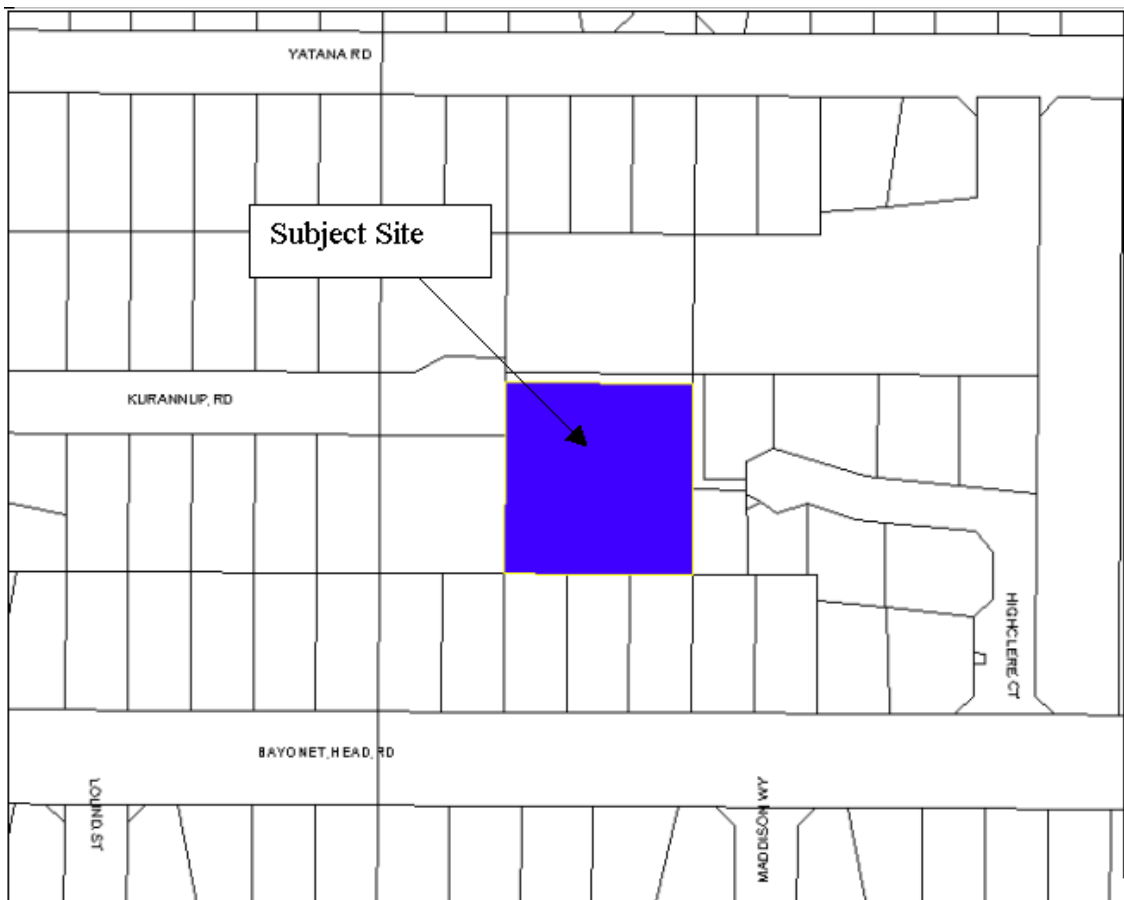 YATANA RD
Subject Site
KURANNUP, RD
HIGHCLERE CT
BAYONET, HEAD, RD
LOUND, ST
MADDISON WY